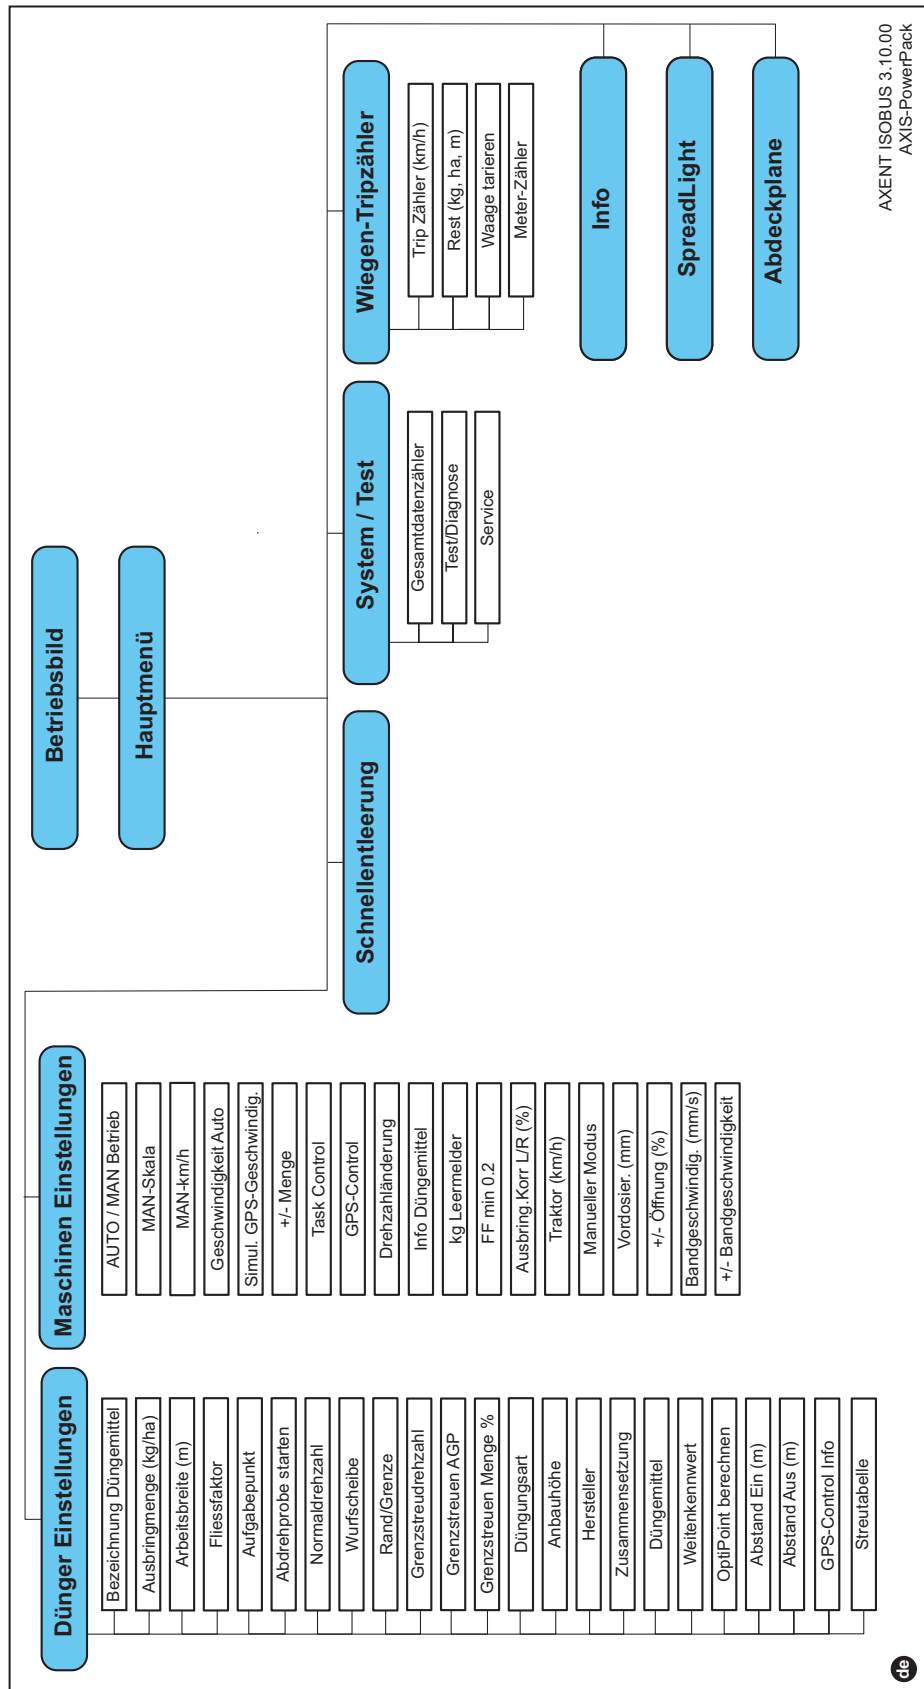 Betriebsbild
Hauptmenü
Dünger Einstellungen
Bezeichnung Düngemittel
Ausbringmenge (kg/ha)
Arbeitsbreite (m)
Fliessfaktor
Aufgabepunkt
Abdrehprobe starten
Normaldrehzahl
Wurfscheibe
Rand/Grenze
Grenzstreudrehzahl
Grenzstreuen AGP
Grenzstreuen Menge %
Düngungsart
Anbauhöhe
Hersteller
Zusammensetzung
Düngemittel
Weitenkennwert
OptiPoint berechnen
Abstand Ein (m)
Abstand Aus (m)
GPS-Control Info
Streutabelle
Maschinen Einstellungen
AUTO / MAN Betrieb
MAN-Skala
MAN-km/h
Geschwindigkeit Auto
Simul. GPS-Geschwindig.
+/- Menge
Task Control
GPS-Control
Drehzahländerung
Info Düngemittel
kg Leermelder
FF min 0.2
Ausbring.Korr L/R (%)
Traktor (km/h)
Manueller Modus
Vordosier. (mm)
+/- Öffnung (%)
Bandgeschwindig. (mm/s)
+/- Bandgeschwindigkeit
Schnellentleerung
System / Test
Gesamtdatenzähler
Test/Diagnose
Service
Wiegen-Tripzähler
Trip Zähler (km/h)
Rest (kg, ha, m)
Waage tarieren
Meter-Zähler
Info
SpreadLight
Abdeckplane
AXENT ISOBUS 3.10.00
AXIS-PowerPack
de